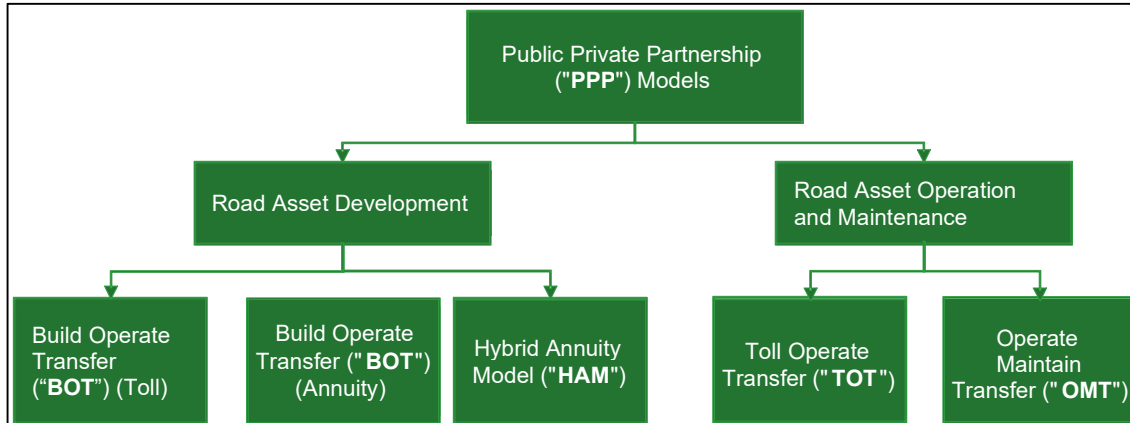 Public Private Partnership
("PPP") Models
Road Asset Development
Road Asset Operation
and Maintenance
Build Operate
Transfer
(“BOT”) (Toll)
Build Operate
Transfer ("BOT")
(Annuity)
Hybrid Annuity
Model ("HAM")
Toll Operate
Transfer ("TOT")
Operate
Maintain
Transfer ("OMT")